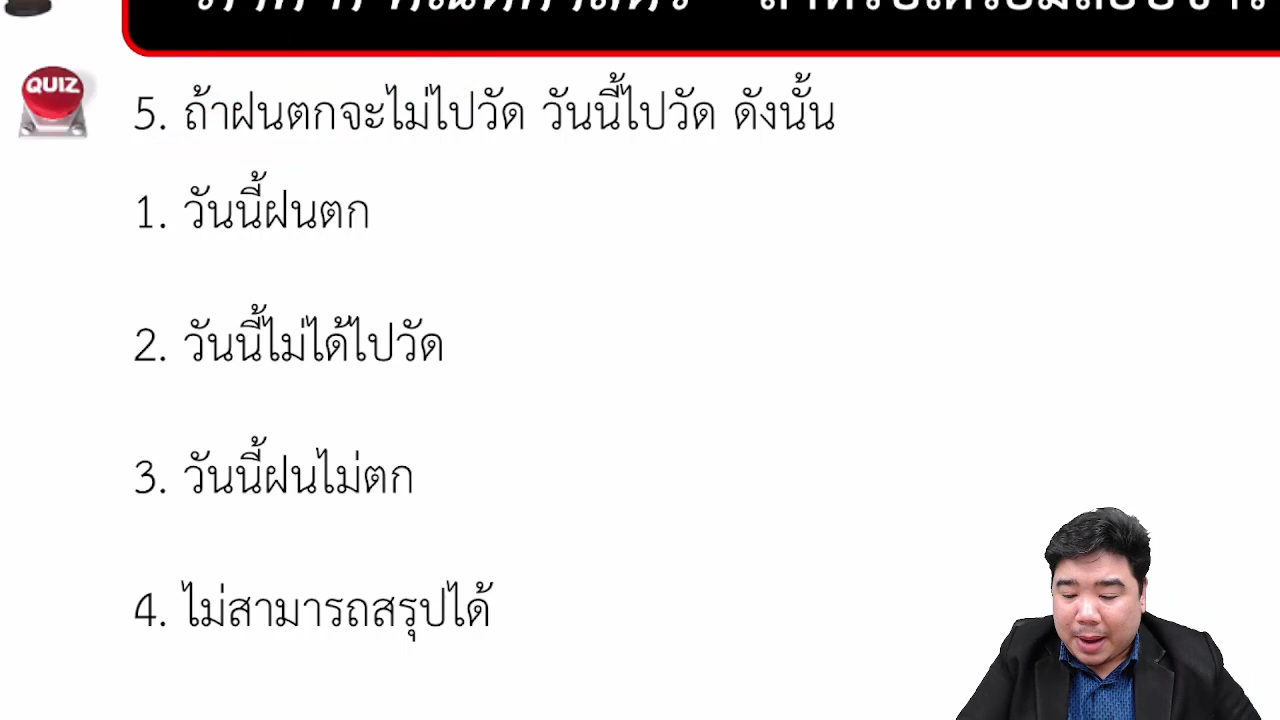 QUIZ
5. ถ้าฝนตกจะไม่ไปวัด วันนี้ไปวัด ดังนั้น
1. วันนี้ฝนตก
2. วันนี้ไม่ได้ไปวัด
3. วันนี้ฝนไม่ตก
4. ไม่สามารถสรุปได้